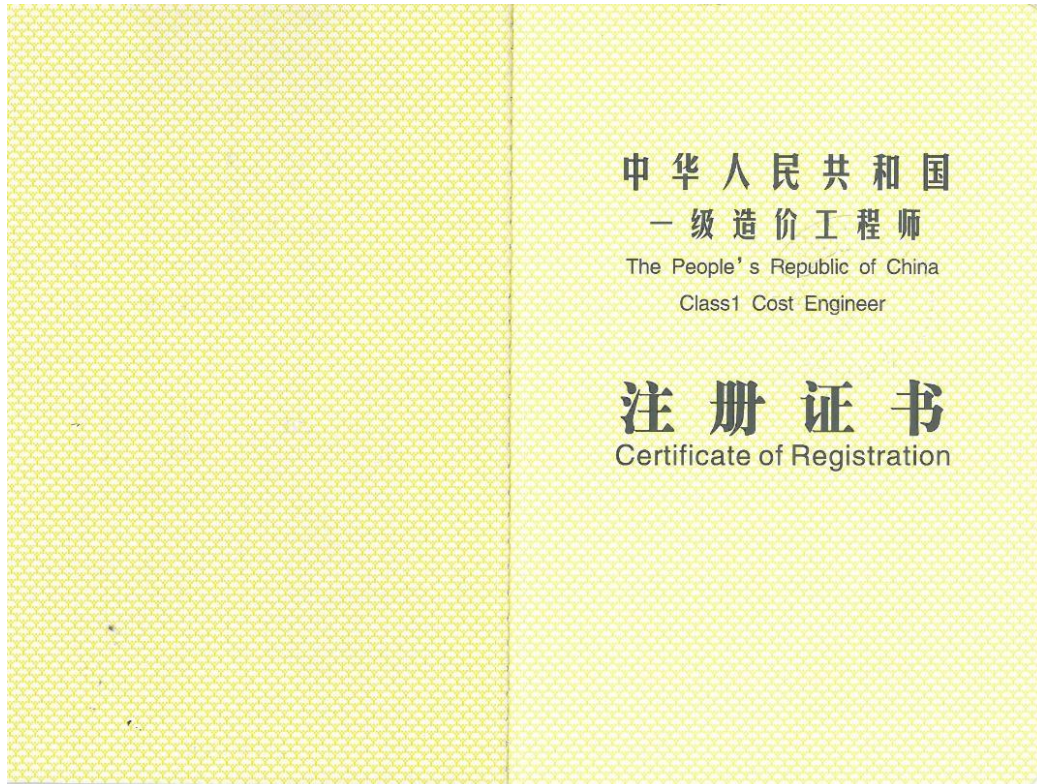 中华人民共和国
一级造价工程师
The People's Republic of China
Class1 Cost Engineer
注册证书
Certificate of Registration